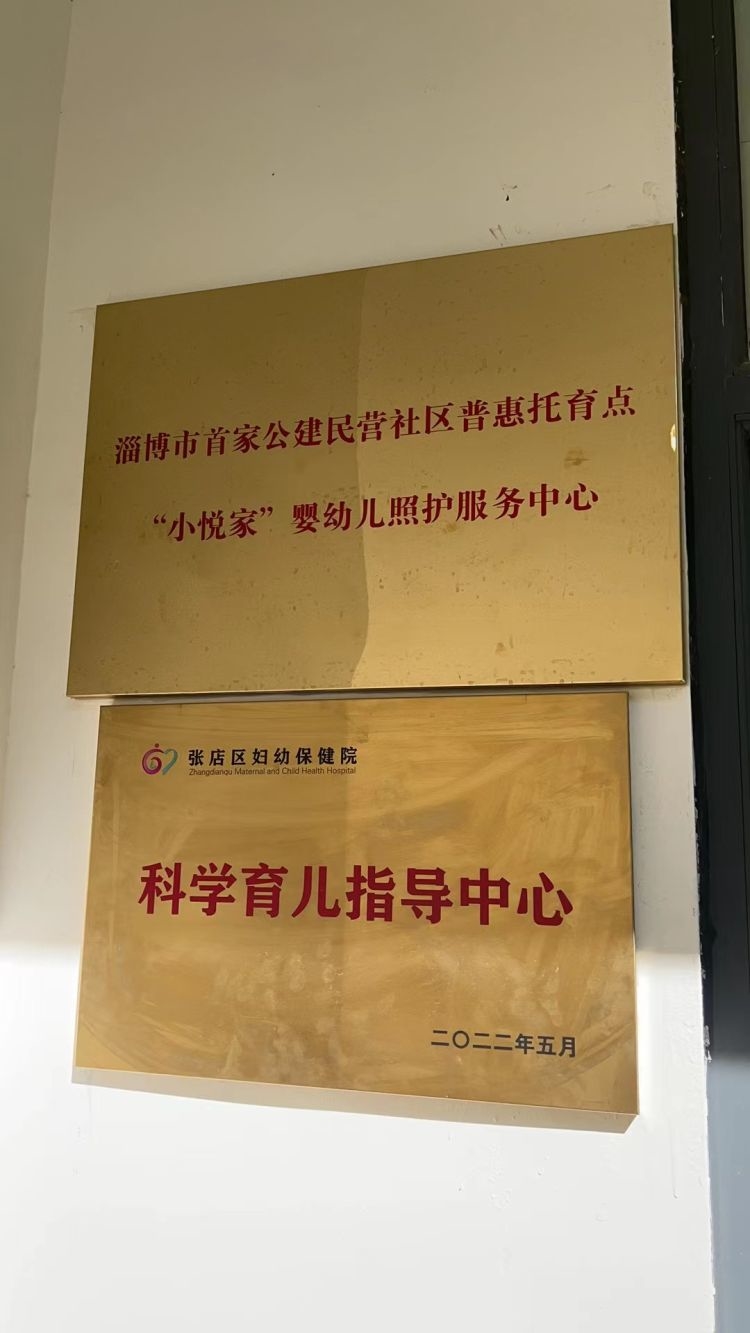 淄博市首家公建民营社区普惠托育点
“小悦家”婴幼儿照护服务中心
张店区妇幼保健院
Zhangdianqu Maternal and Child Health Hospital
科学育儿指导中心
二〇二二年五月